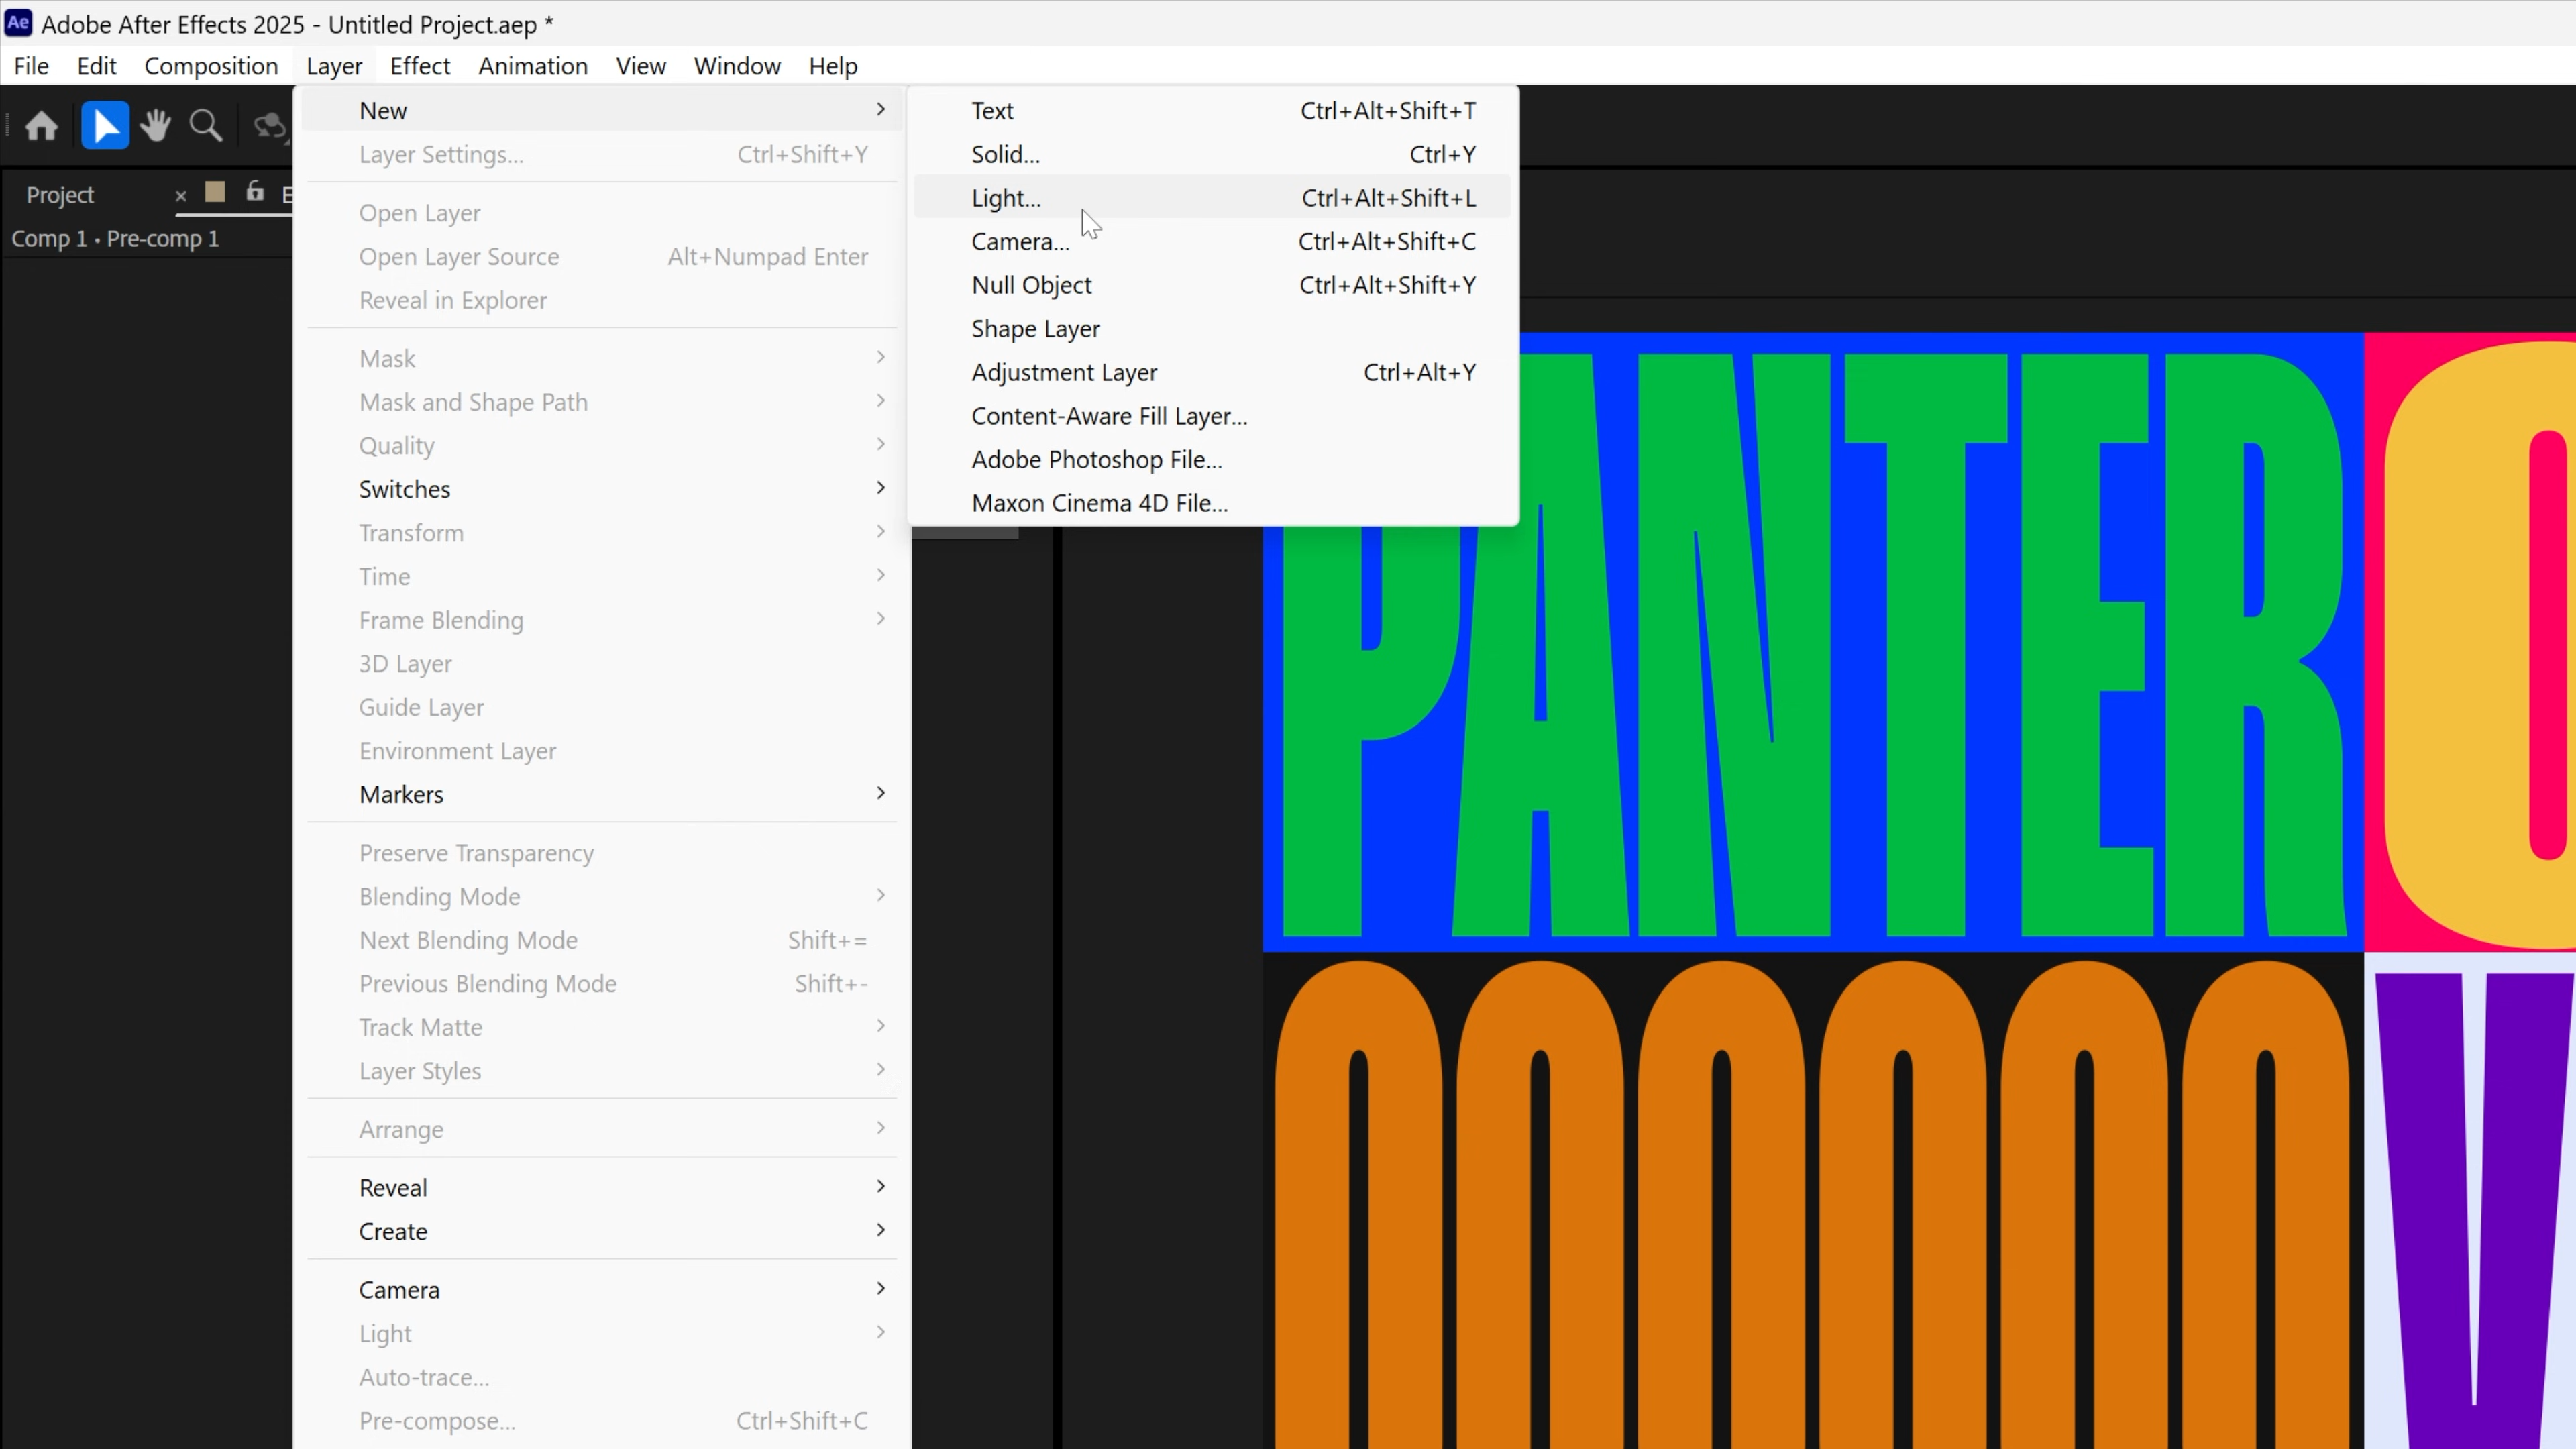 Ae Adobe After Effects 2025 - Untitled Project.aep *
File Edit Composition Layer Effect Animation View Window Help
New
Layer Settings... Ctrl+Shift+Y
Open Layer
Open Layer Source Alt+Numpad Enter
Reveal in Explorer
Mask
Mask and Shape Path
Quality
Switches
Transform
Time
Frame Blending
3D Layer
Guide Layer
Environment Layer
Markers
Preserve Transparency
Blending Mode
Next Blending Mode Shift+=
Previous Blending Mode Shift+-
Track Matte
Layer Styles
Arrange
Reveal
Create
Camera
Light
Auto-trace...
Pre-compose... Ctrl+Shift+C
Text Ctrl+Alt+Shift+T
Solid... Ctrl+Y
Light... Ctrl+Alt+Shift+L
Camera... Ctrl+Alt+Shift+C
Null Object Ctrl+Alt+Shift+Y
Shape Layer
Adjustment Layer Ctrl+Alt+Y
Content-Aware Fill Layer...
Adobe Photoshop File...
Maxon Cinema 4D File...
Project
Comp 1 • Pre-comp 1
PANTER